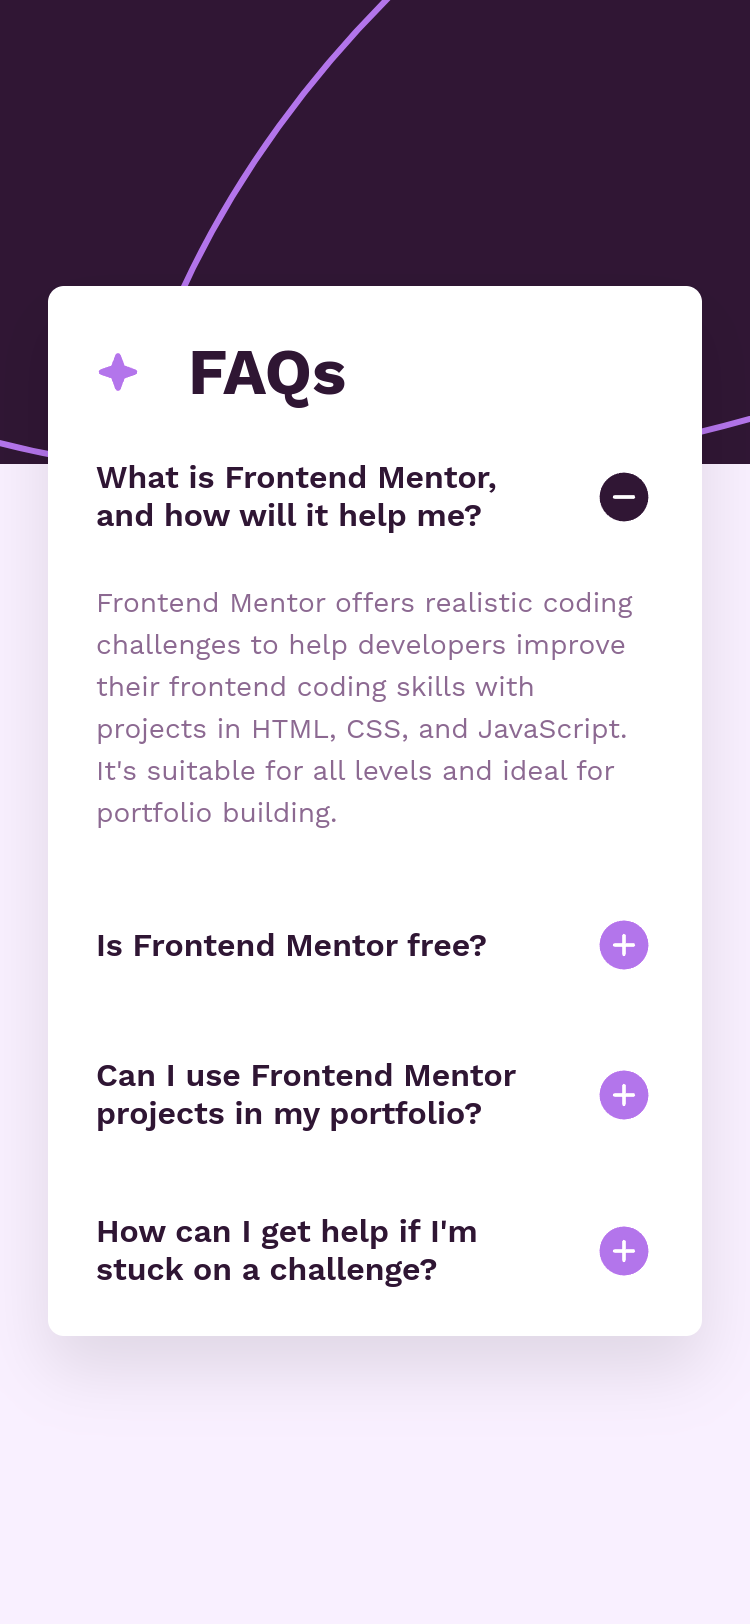 FAQs
What is Frontend Mentor,
and how will it help me?
Frontend Mentor offers realistic coding
challenges to help developers improve
their frontend coding skills with
projects in HTML, CSS, and JavaScript.
It's suitable for all levels and ideal for
portfolio building.
Is Frontend Mentor free?
Can I use Frontend Mentor
projects in my portfolio?
How can I get help if I'm
stuck on a challenge?